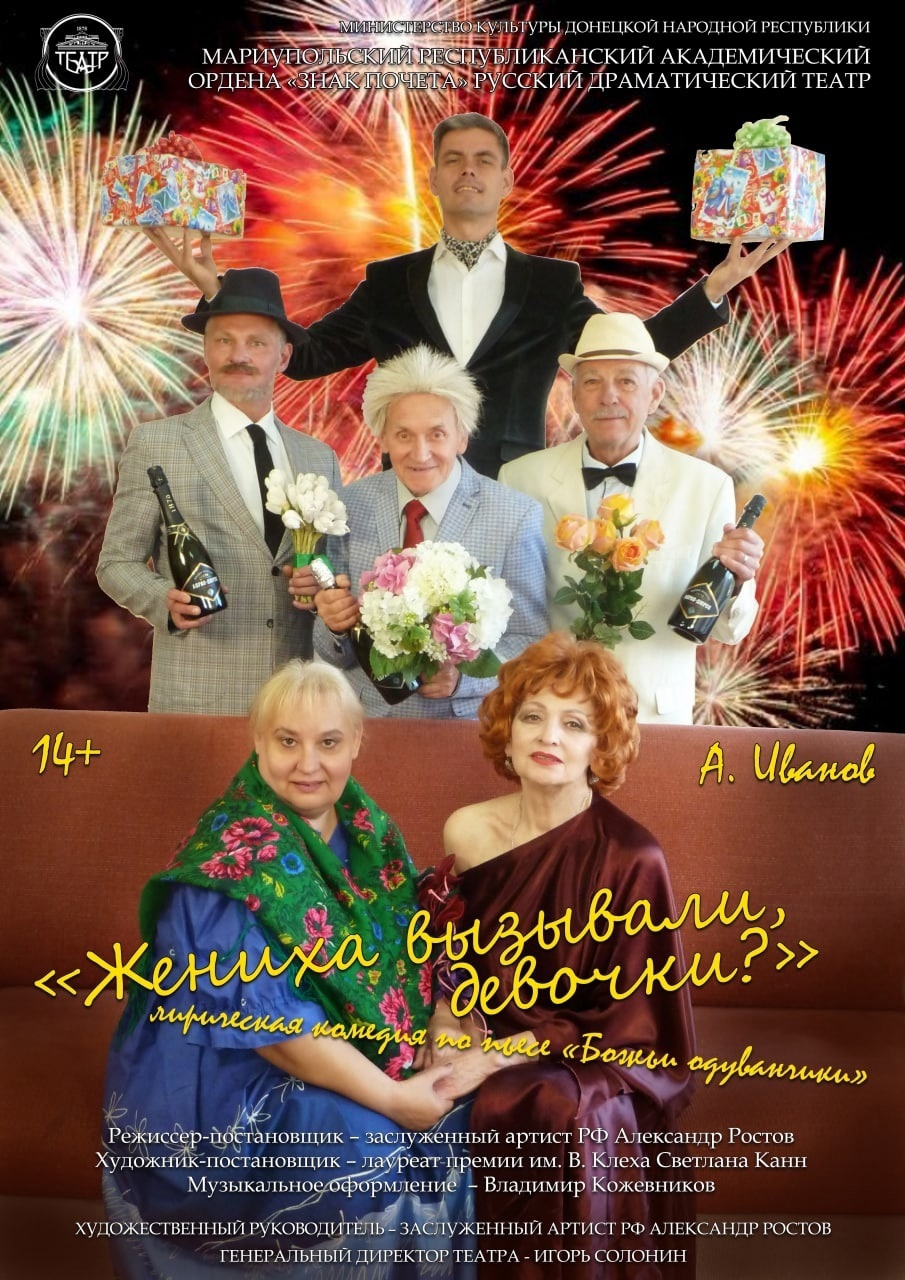 1878
ТЕАТР
МИНИСТЕРСТВО КУЛЬТУРЫ ДОНЕЦКОЙ НАРОДНОЙ РЕСПУБЛИКИ
МАРИУПОЛЬСКИЙ РЕСПУБЛИКАНСКИЙ АКАДЕМИЧЕСКИЙ
ОРДЕНА «ЗНАК ПОЧЕТА» РУССКИЙ ДРАМАТИЧЕСКИЙ ТЕАТР
14+
А. Иванов
«Жениха вызывали,
девочки?»
лирическая комедия по пьесе «Божьи одуванчики»
Режиссер-постановщик – заслуженный артист РФ Александр Ростов
Художник-постановщик – лауреат премии им. В. Клеха Светлана Канн
Музыкальное оформление – Владимир Кожевников
ХУДОЖЕСТВЕННЫЙ РУКОВОДИТЕЛЬ – ЗАСЛУЖЕННЫЙ АРТИСТ РФ АЛЕКСАНДР РОСТОВ
ГЕНЕРАЛЬНЫЙ ДИРЕКТОР ТЕАТРА - ИГОРЬ СОЛОНИН